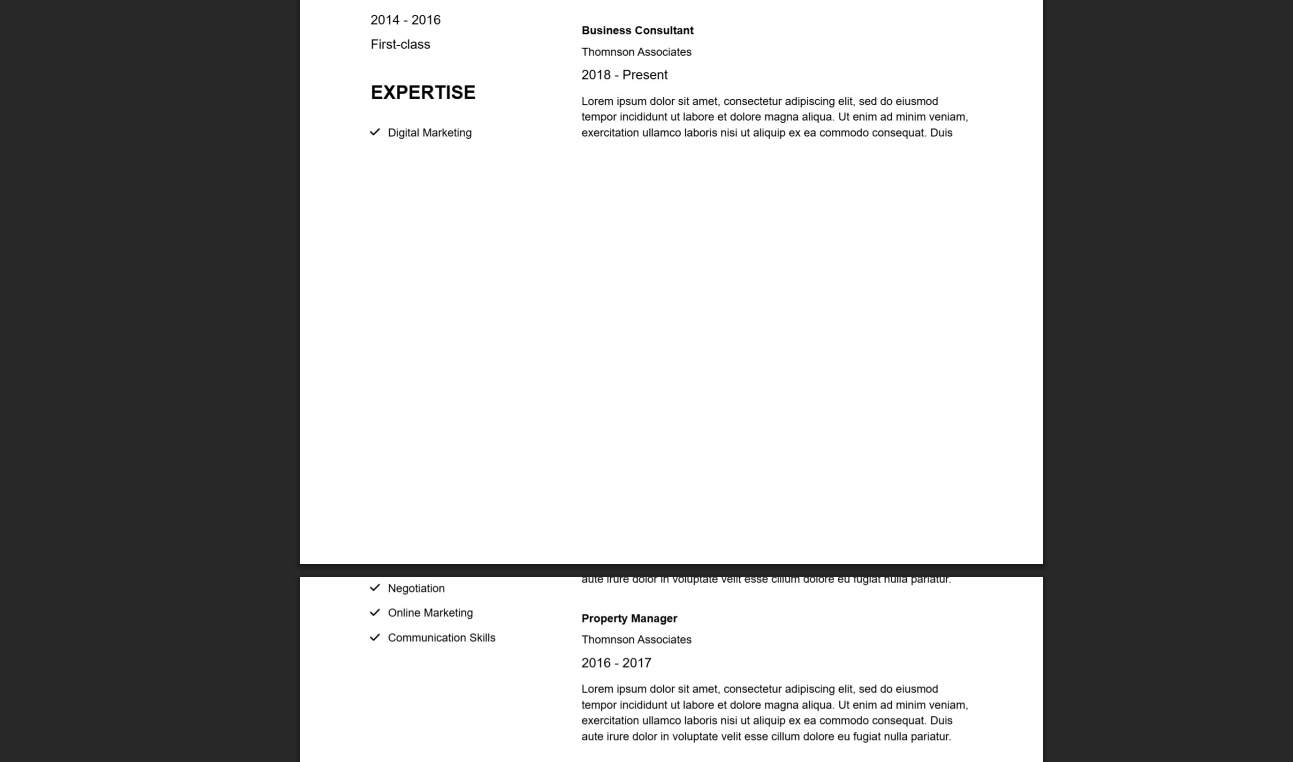 2014 - 2016
First-class
EXPERTISE
Digital Marketing
Business Consultant
Thomnson Associates
2018 - Present
Lorem ipsum dolor sit amet, consectetur adipiscing elit, sed do eiusmod
tempor incididunt ut labore et dolore magna aliqua. Ut enim ad minim veniam,
exercitation ullamco laboris nisi ut aliquip ex ea commodo consequat. Duis
Negotiation
Online Marketing
Communication Skills
aute irure dolor in voluptate velit esse cillum dolore eu fugiat nulla pariatur.
Property Manager
Thomnson Associates
2016 - 2017
Lorem ipsum dolor sit amet, consectetur adipiscing elit, sed do eiusmod
tempor incididunt ut labore et dolore magna aliqua. Ut enim ad minim veniam,
exercitation ullamco laboris nisi ut aliquip ex ea commodo consequat. Duis
aute irure dolor in voluptate velit esse cillum dolore eu fugiat nulla pariatur.